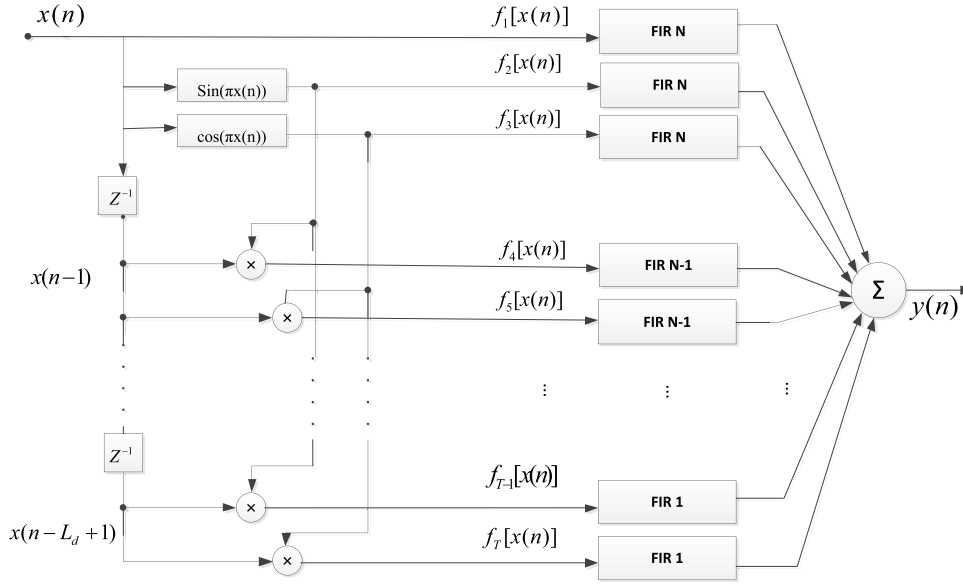 x(n)
f1[x(n)]
FIR N
Sin(πx(n))
f2[x(n)]
FIR N
cos(πx(n))
f3[x(n)]
FIR N
Z⁻¹
x(n−1)
×
f4[x(n)]
FIR N-1
×
f5[x(n)]
FIR N-1
Σ
y(n)
Z⁻¹
×
fT−1[x(n)]
FIR 1
x(n−Ld+1)
×
fT[x(n)]
FIR 1